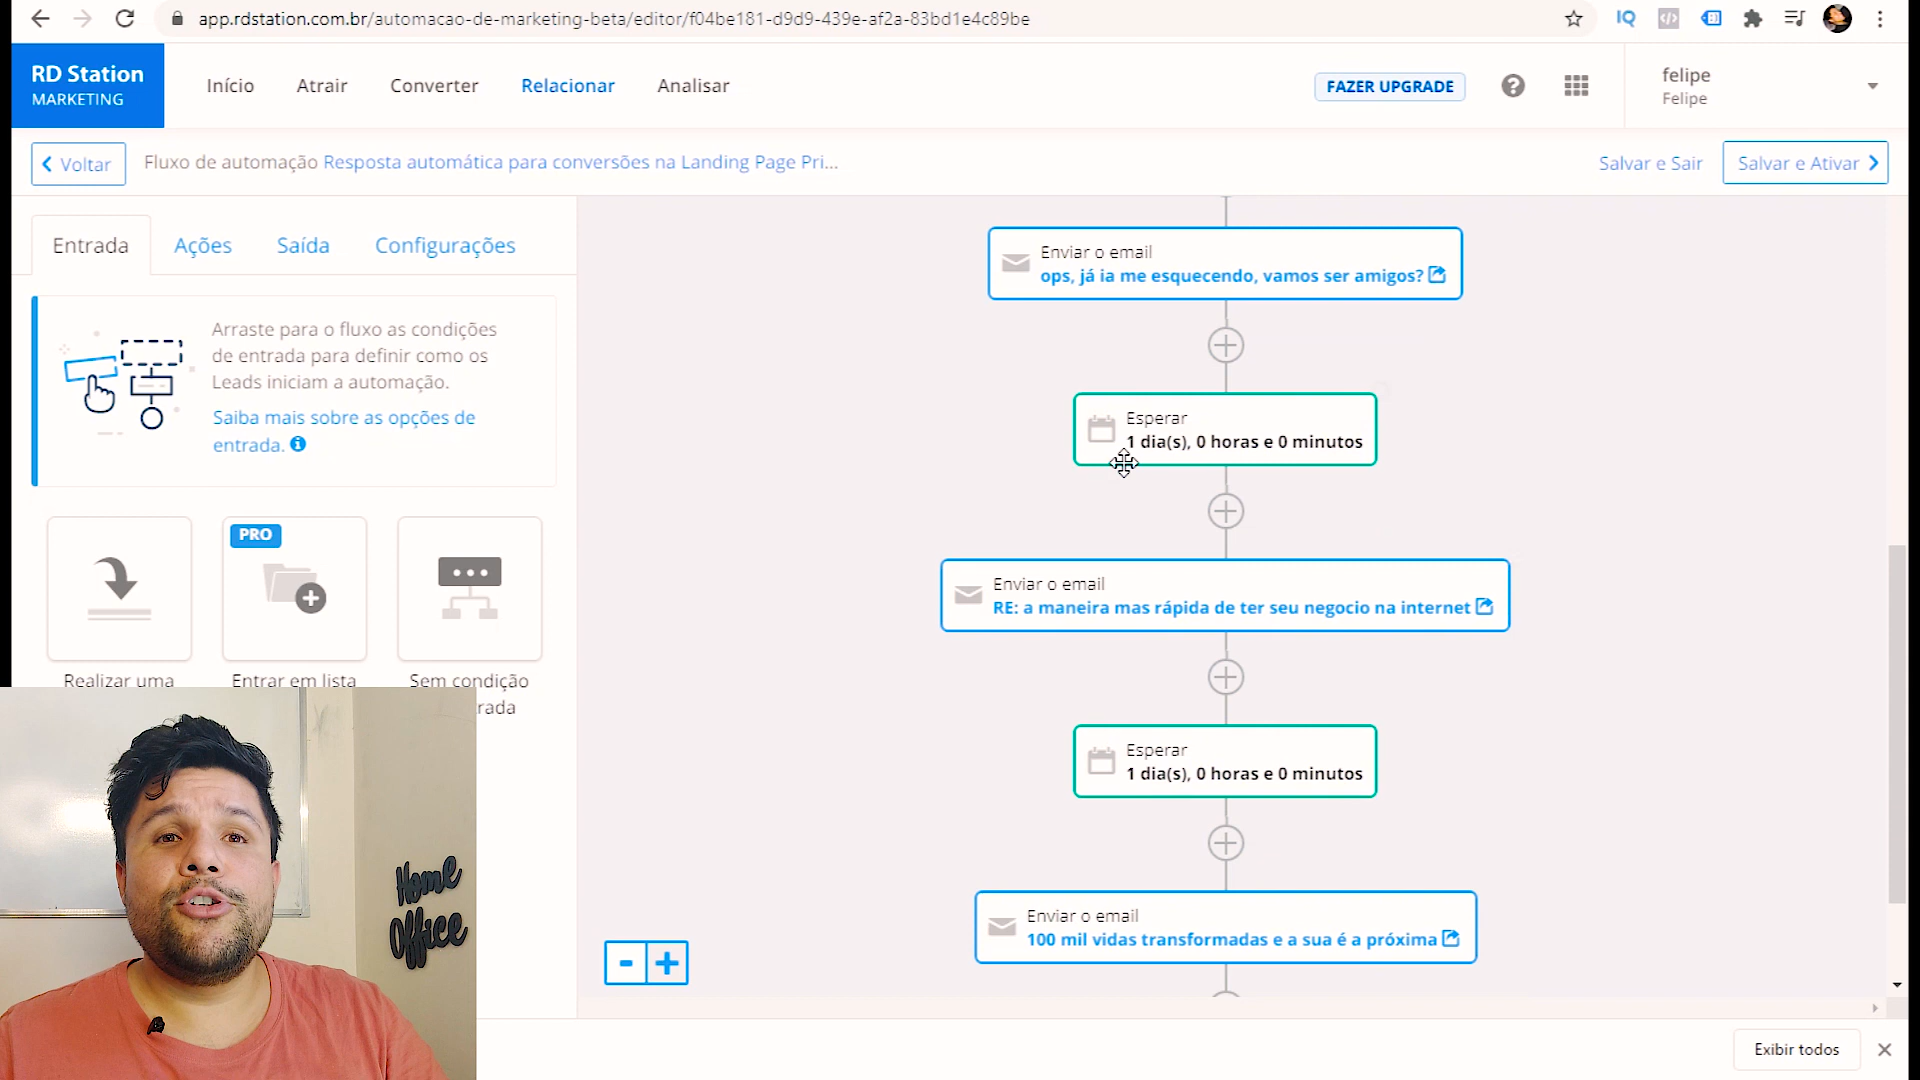 app.rdstation.com.br/automacao-de-marketing-beta/editor/f04be181-d9d9-439e-af2a-83bd1e4c89be
IQ
RD Station
MARKETING
Início
Atrair
Converter
Relacionar
Analisar
FAZER UPGRADE
felipe
Felipe
Voltar
Fluxo de automação Resposta automática para conversões na Landing Page Pri...
Salvar e Sair
Salvar e Ativar
Entrada
Ações
Saída
Configurações
Arraste para o fluxo as condições
de entrada para definir como os
Leads iniciam a automação.
Saiba mais sobre as opções de
entrada.
PRO
Realizar uma
Entrar em lista
Sem condição
rada
Enviar o email
ops, já ia me esquecendo, vamos ser amigos?
Esperar
1 dia(s), 0 horas e 0 minutos
Enviar o email
RE: a maneira mas rápida de ter seu negocio na internet
Esperar
1 dia(s), 0 horas e 0 minutos
Enviar o email
100 mil vidas transformadas e a sua é a próxima
Home
Office
Exibir todos